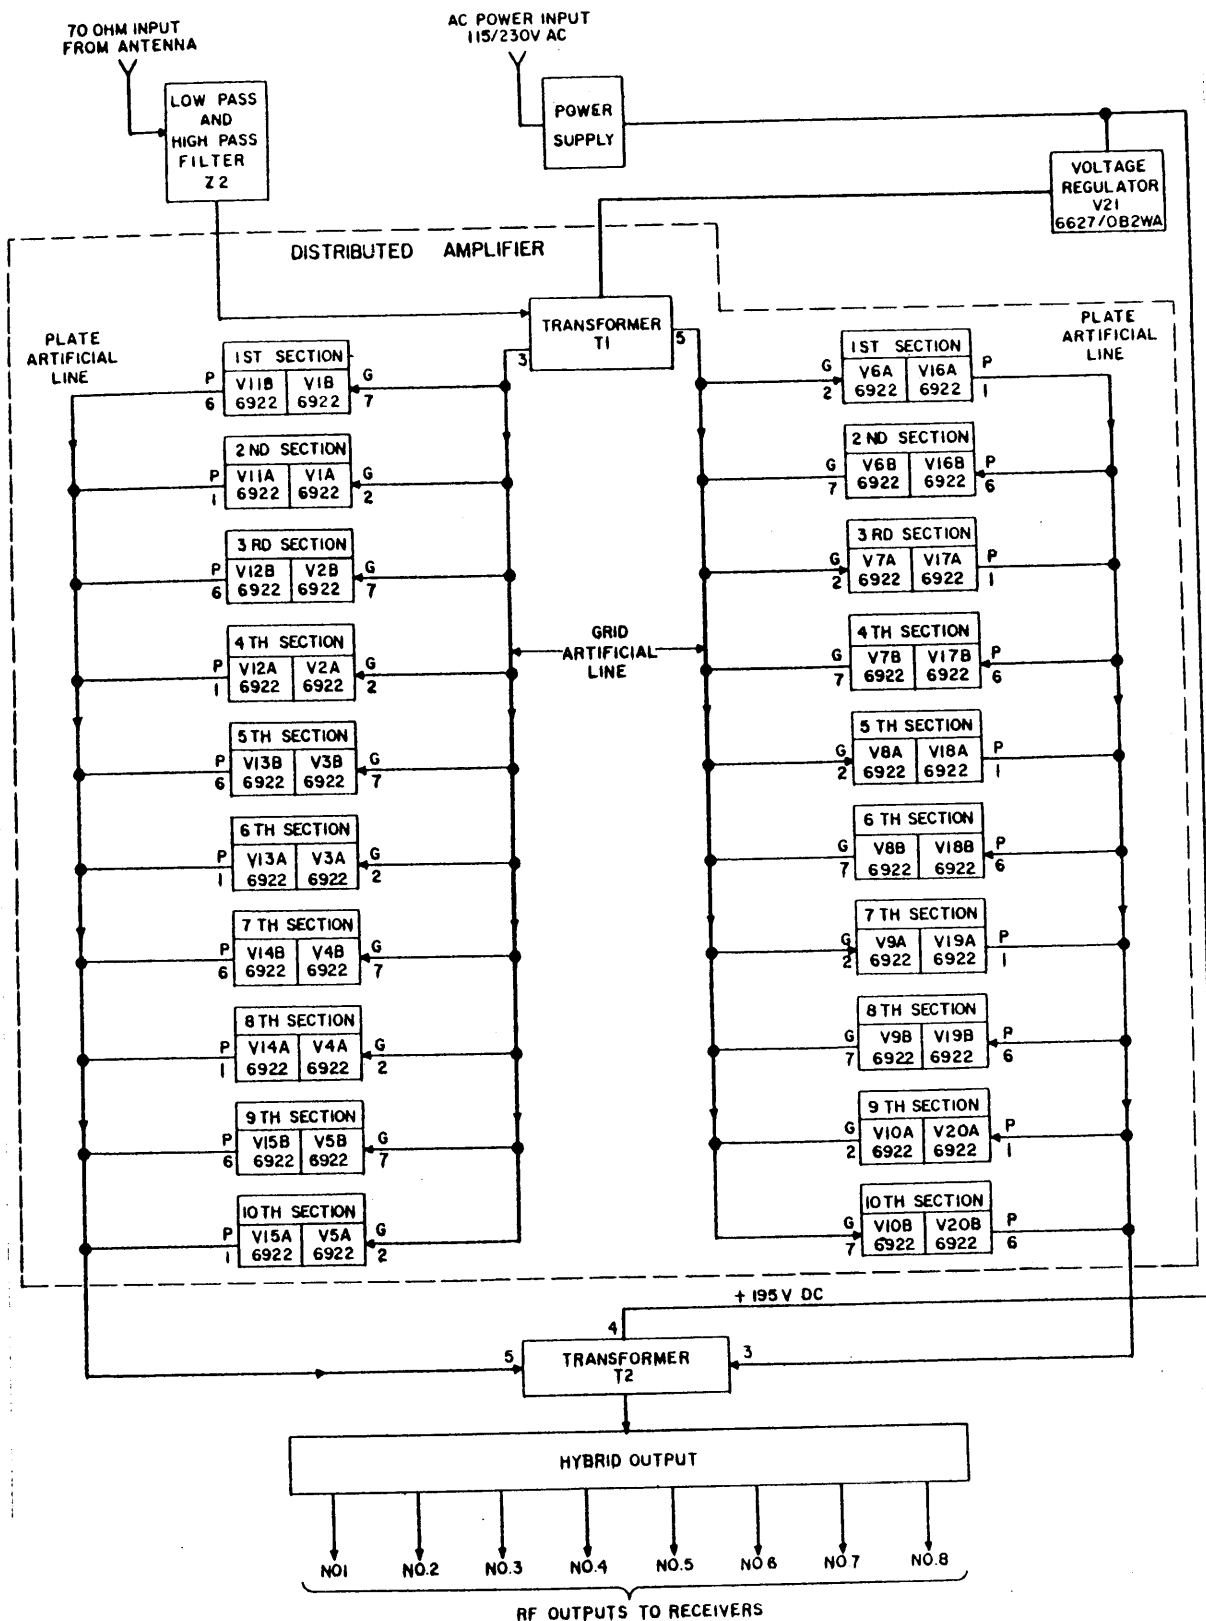 70 OHM INPUT
FROM ANTENNA
AC POWER INPUT
115/230V AC
LOW PASS
AND
HIGH PASS
FILTER
Z2
POWER
SUPPLY
VOLTAGE
REGULATOR
V21
6627/OB2WA
DISTRIBUTED AMPLIFIER
TRANSFORMER
T1
3
5
PLATE
ARTIFICIAL
LINE
PLATE
ARTIFICIAL
LINE
GRID
ARTIFICIAL
LINE
1ST SECTION
P V11B V1B G
6 6922 6922 7
2ND SECTION
P V11A V1A G
1 6922 6922 2
3RD SECTION
P V12B V2B G
6 6922 6922 7
4TH SECTION
P V12A V2A G
1 6922 6922 2
5TH SECTION
P V13B V3B G
6 6922 6922 7
6TH SECTION
P V13A V3A G
1 6922 6922 2
7TH SECTION
P V14B V4B G
6 6922 6922 7
8TH SECTION
P V14A V4A G
1 6922 6922 2
9TH SECTION
P V15B V5B G
6 6922 6922 7
10TH SECTION
P V15A V5A G
1 6922 6922 2
1ST SECTION
G V6A V16A P
2 6922 6922 1
2ND SECTION
G V6B V16B P
7 6922 6922 6
3RD SECTION
G V7A V17A P
2 6922 6922 1
4TH SECTION
G V7B V17B P
7 6922 6922 6
5TH SECTION
G V8A V18A P
2 6922 6922 1
6TH SECTION
G V8B V18B P
7 6922 6922 6
7TH SECTION
G V9A V19A P
2 6922 6922 1
8TH SECTION
G V9B V19B P
7 6922 6922 6
9TH SECTION
G V10A V20A P
2 6922 6922 1
10TH SECTION
G V10B V20B P
7 6922 6922 6
+ 195V DC
4
5
TRANSFORMER
T2
3
HYBRID OUTPUT
NO1 NO.2 NO.3 NO.4 NO.5 NO6 NO.7 NO.8
RF OUTPUTS TO RECEIVERS